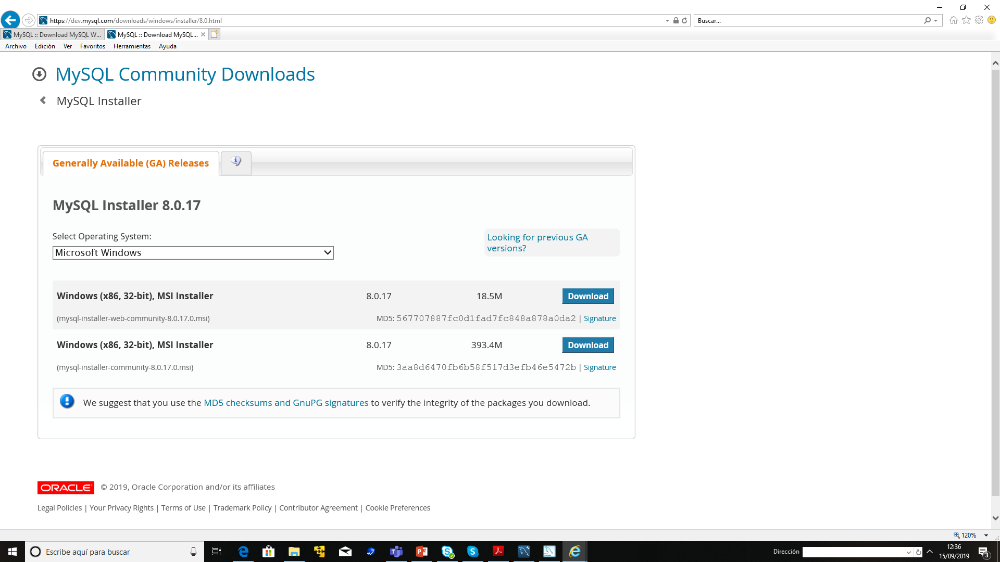 https://dev.mysql.com/downloads/windows/installer/8.0.html
Buscar...
MySQL :: Download MySQL W...
MySQL :: Download MySQL...
Archivo Edición Ver Favoritos Herramientas Ayuda
MySQL Community Downloads
MySQL Installer
Generally Available (GA) Releases
MySQL Installer 8.0.17
Select Operating System:
Microsoft Windows
Looking for previous GA
versions?
Windows (x86, 32-bit), MSI Installer 8.0.17 18.5M Download
(mysql-installer-web-community-8.0.17.0.msi) MD5: 567707887fc0d1fad7fc848a878a0da2 | Signature
Windows (x86, 32-bit), MSI Installer 8.0.17 393.4M Download
(mysql-installer-community-8.0.17.0.msi) MD5: 3aa8d6470fb6b58f517d3efb46e5472b | Signature
We suggest that you use the MD5 checksums and GnuPG signatures to verify the integrity of the packages you download.
ORACLE © 2019, Oracle Corporation and/or its affiliates
Legal Policies | Your Privacy Rights | Terms of Use | Trademark Policy | Contributor Agreement | Cookie Preferences
120%
Escribe aquí para buscar
Dirección
12:36
15/09/2019
3